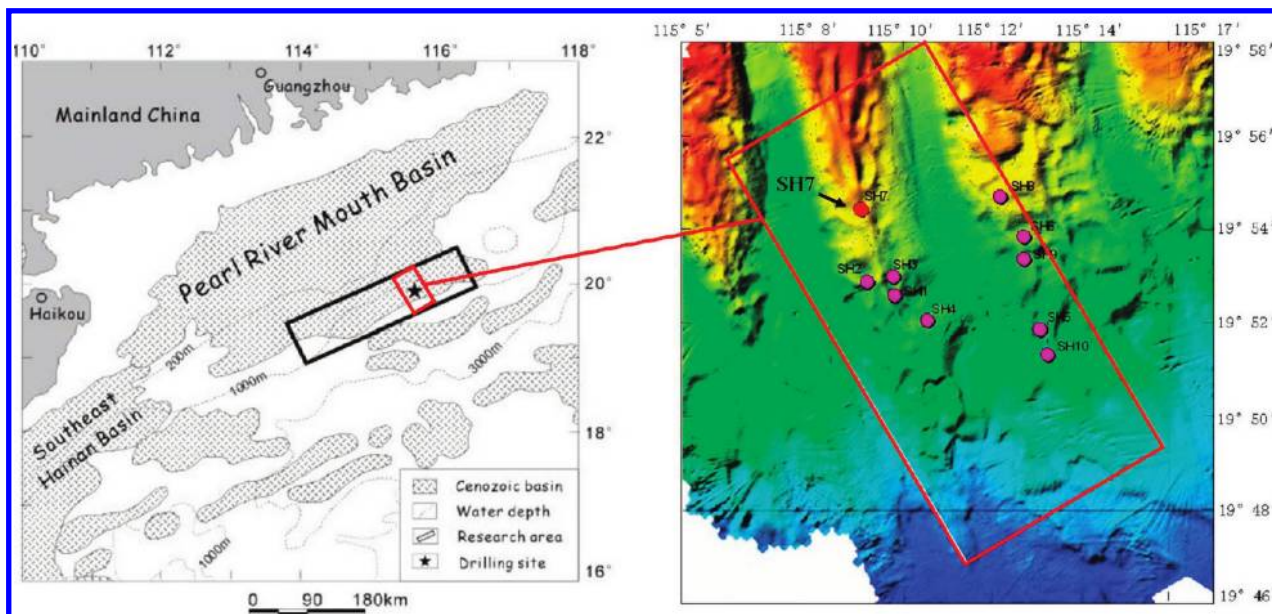 110° 112° 114° 116° 118°
Guangzhou
Mainland China
22°
Pearl River Mouth Basin
20°
Haikou
200m
1000m
3000m
Southeast
Hainan Basin
18°
1000m
Cenozoic basin
Water depth
Research area
Drilling site
16°
0 90 180km
115° 5' 115° 8' 115° 10' 115° 12' 115° 14' 115° 17'
19° 58'
19° 56'
SH7
SH7
SH8
19° 54'
SH6
SH9
SH2
SH3
SH1
SH4
19° 52'
SH5
SH10
19° 50'
19° 48'
19° 46'